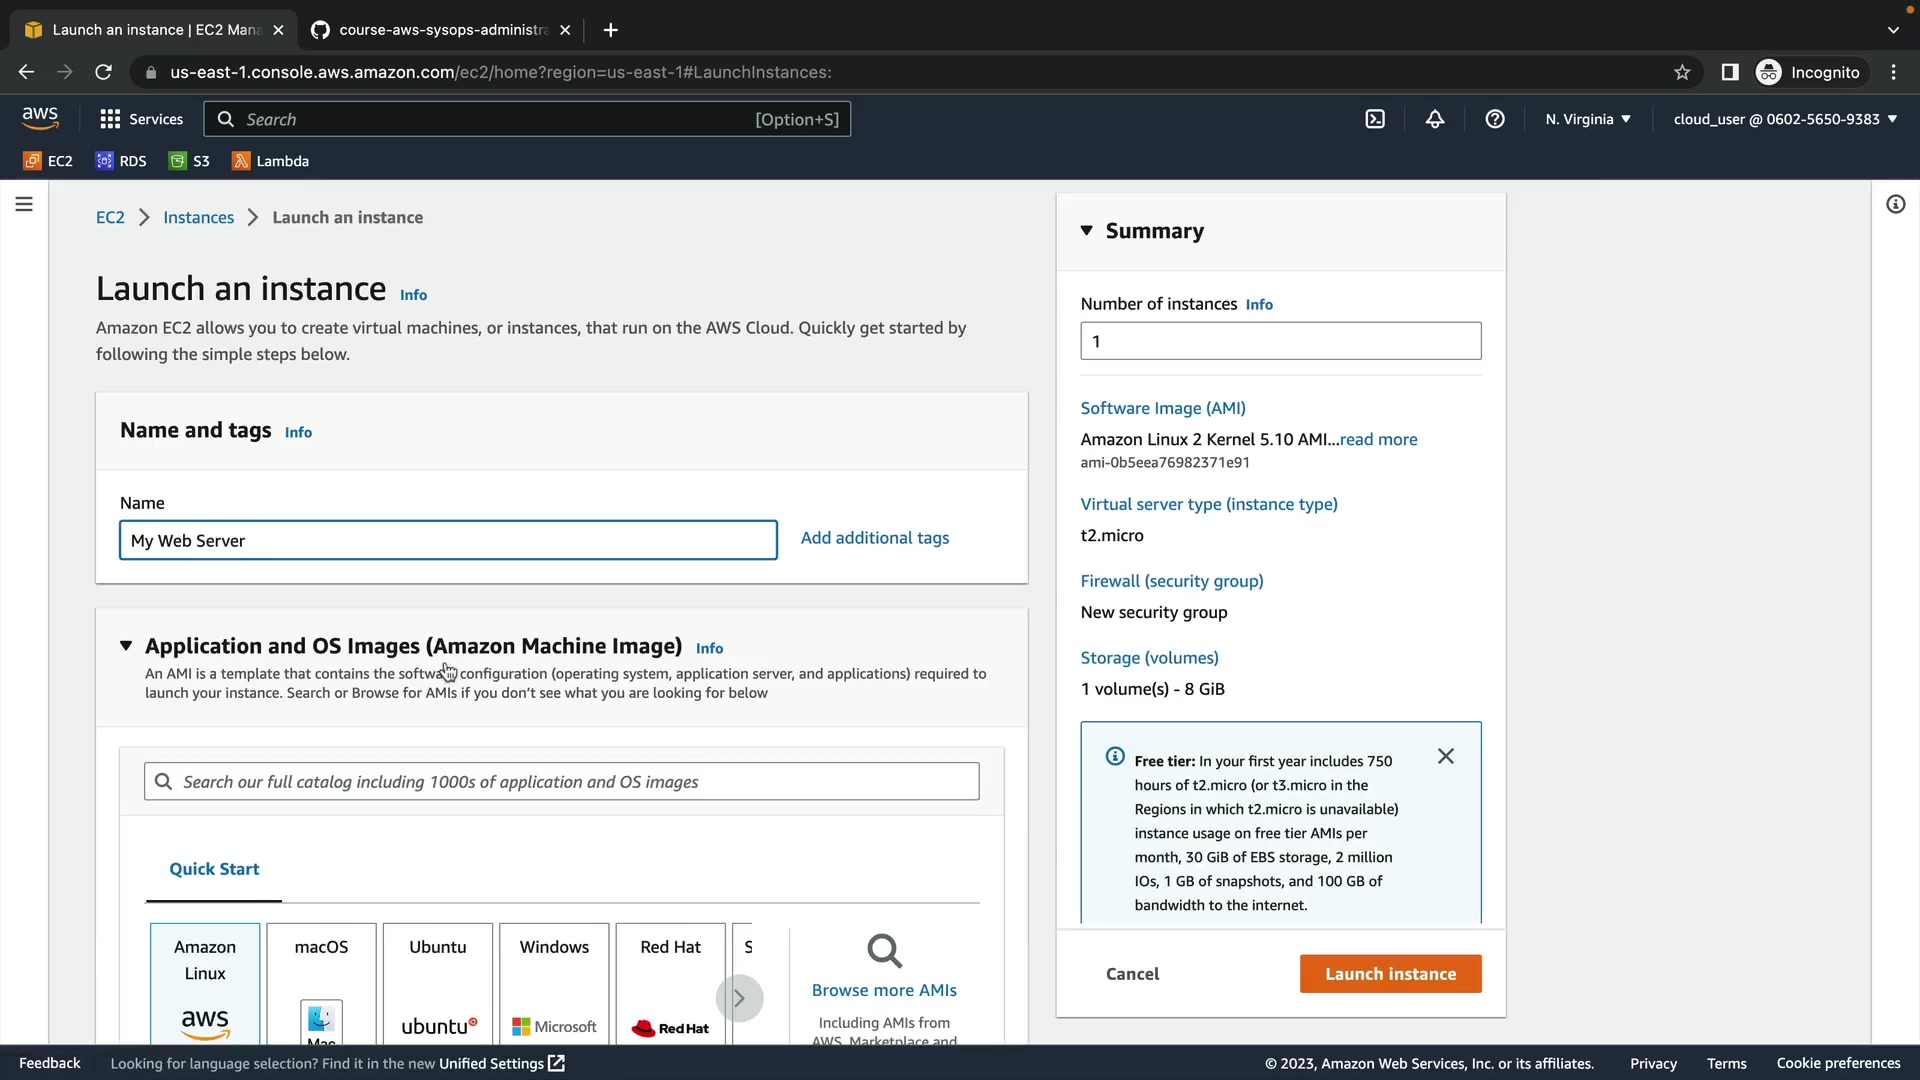 Launch an instance | EC2 Mana
course-aws-sysops-administra
us-east-1.console.aws.amazon.com/ec2/home?region=us-east-1#LaunchInstances:
Incognito
aws
Services
Search
[Option+S]
N. Virginia
cloud_user @ 0602-5650-9383
EC2
RDS
S3
Lambda
EC2
Instances
Launch an instance
Launch an instance Info
Amazon EC2 allows you to create virtual machines, or instances, that run on the AWS Cloud. Quickly get started by
following the simple steps below.
Name and tags Info
Name
My Web Server
Add additional tags
Application and OS Images (Amazon Machine Image) Info
An AMI is a template that contains the software configuration (operating system, application server, and applications) required to
launch your instance. Search or Browse for AMIs if you don't see what you are looking for below
Search our full catalog including 1000s of application and OS images
Quick Start
Amazon
Linux
aws
macOS
Mac
Ubuntu
ubuntu
Windows
Microsoft
Red Hat
Red Hat
S
Browse more AMIs
Including AMIs from
AWS, Marketplace and
Summary
Number of instances Info
1
Software Image (AMI)
Amazon Linux 2 Kernel 5.10 AMI...read more
ami-0b5eea76982371e91
Virtual server type (instance type)
t2.micro
Firewall (security group)
New security group
Storage (volumes)
1 volume(s) - 8 GiB
Free tier: In your first year includes 750
hours of t2.micro (or t3.micro in the
Regions in which t2.micro is unavailable)
instance usage on free tier AMIs per
month, 30 GiB of EBS storage, 2 million
IOs, 1 GB of snapshots, and 100 GB of
bandwidth to the internet.
Cancel
Launch instance
Feedback
Looking for language selection? Find it in the new Unified Settings
© 2023, Amazon Web Services, Inc. or its affiliates.
Privacy
Terms
Cookie preferences